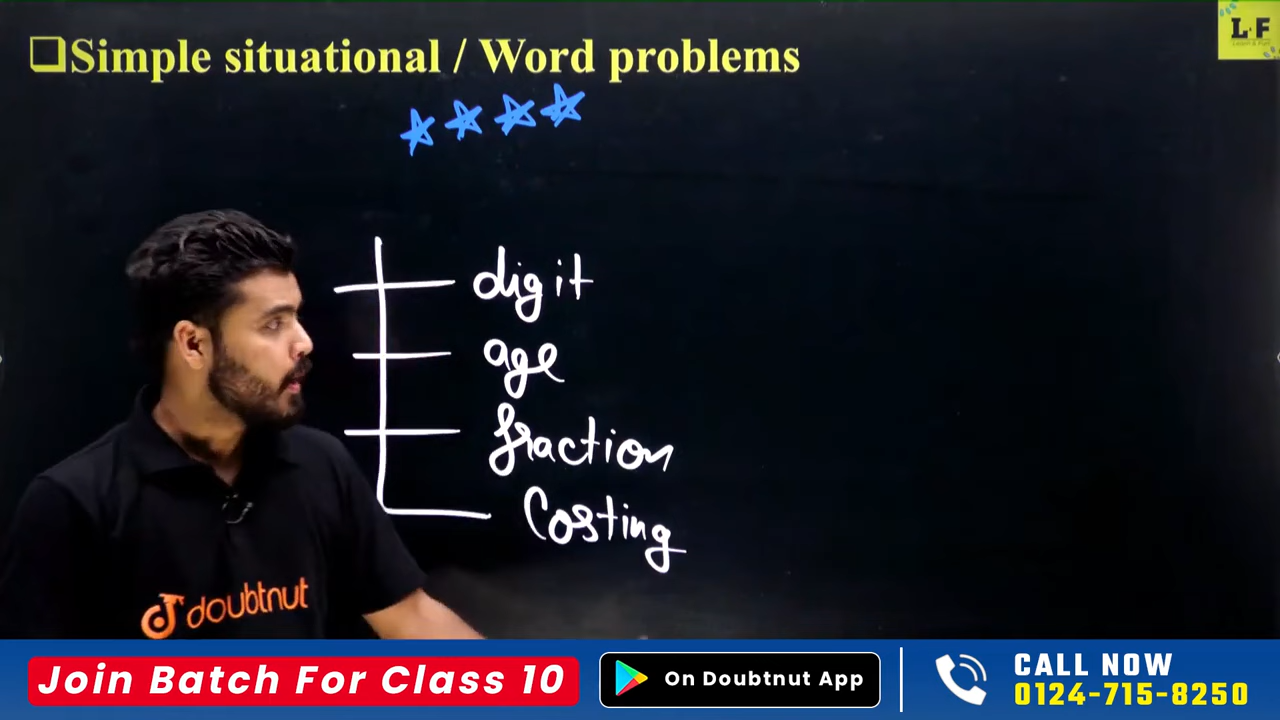 ❑Simple situational / Word problems
L·F
digit
age
fraction
Costing
doubtnut
Join Batch For Class 10
On Doubtnut App
CALL NOW
0124-715-8250